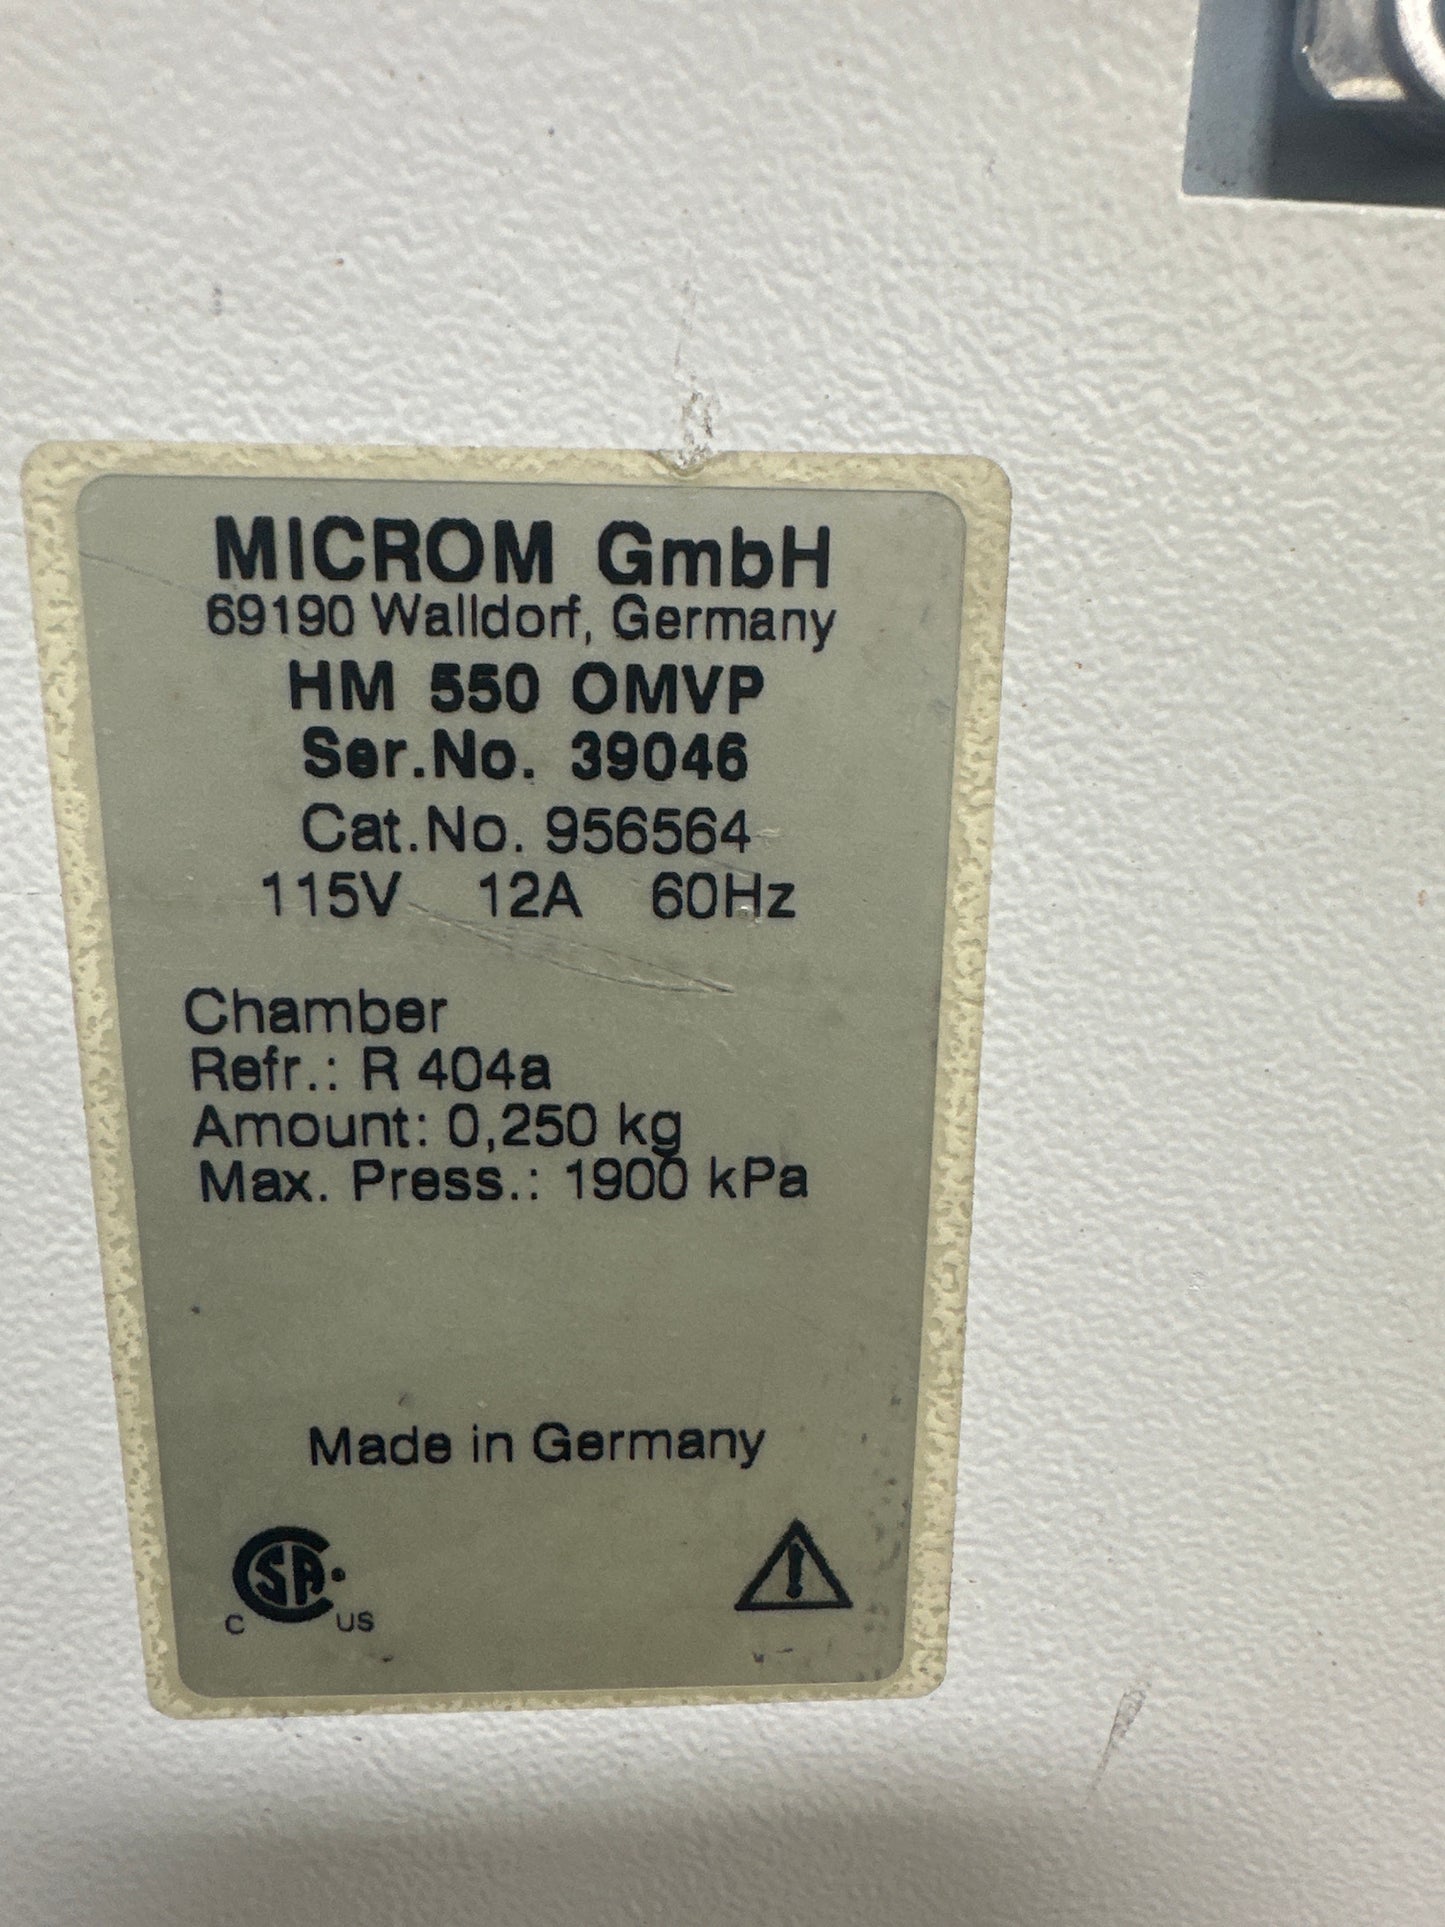 MICROM GmbH
69190 Walldorf, Germany
HM 550 OMVP
Ser.No. 39046
Cat.No. 956564
115V 12A 60Hz
Chamber
Refr.: R 404a
Amount: 0,250 kg
Max. Press.: 1900 kPa
Made in Germany
CSA
C US